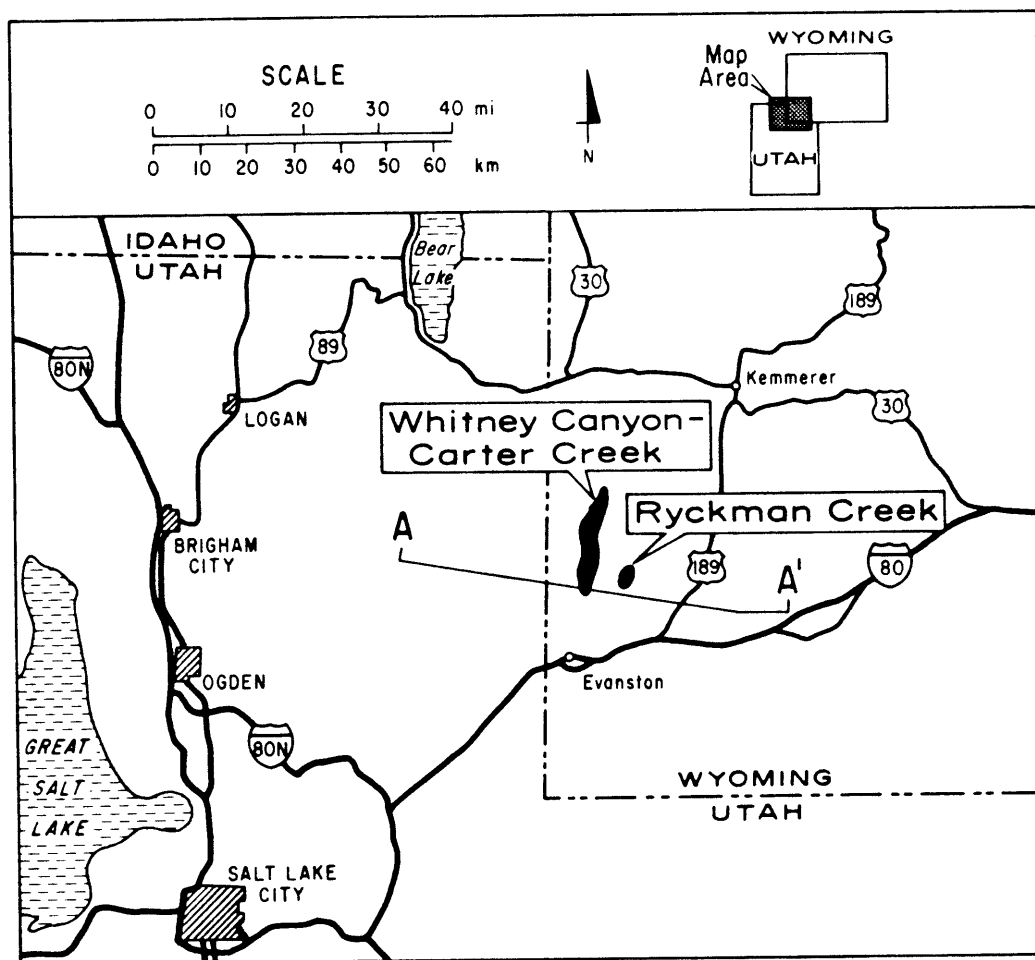 SCALE
0 10 20 30 40 mi
0 10 20 30 40 50 60 km
N
WYOMING
Map
Area
UTAH
IDAHO
UTAH
Bear
Lake
30
189
80N
89
LOGAN
Kemmerer
30
Whitney Canyon-
Carter Creek
Ryckman Creek
BRIGHAM
CITY
A
189
A'
80
OGDEN
Evanston
80N
GREAT
SALT
LAKE
WYOMING
UTAH
SALT LAKE
CITY